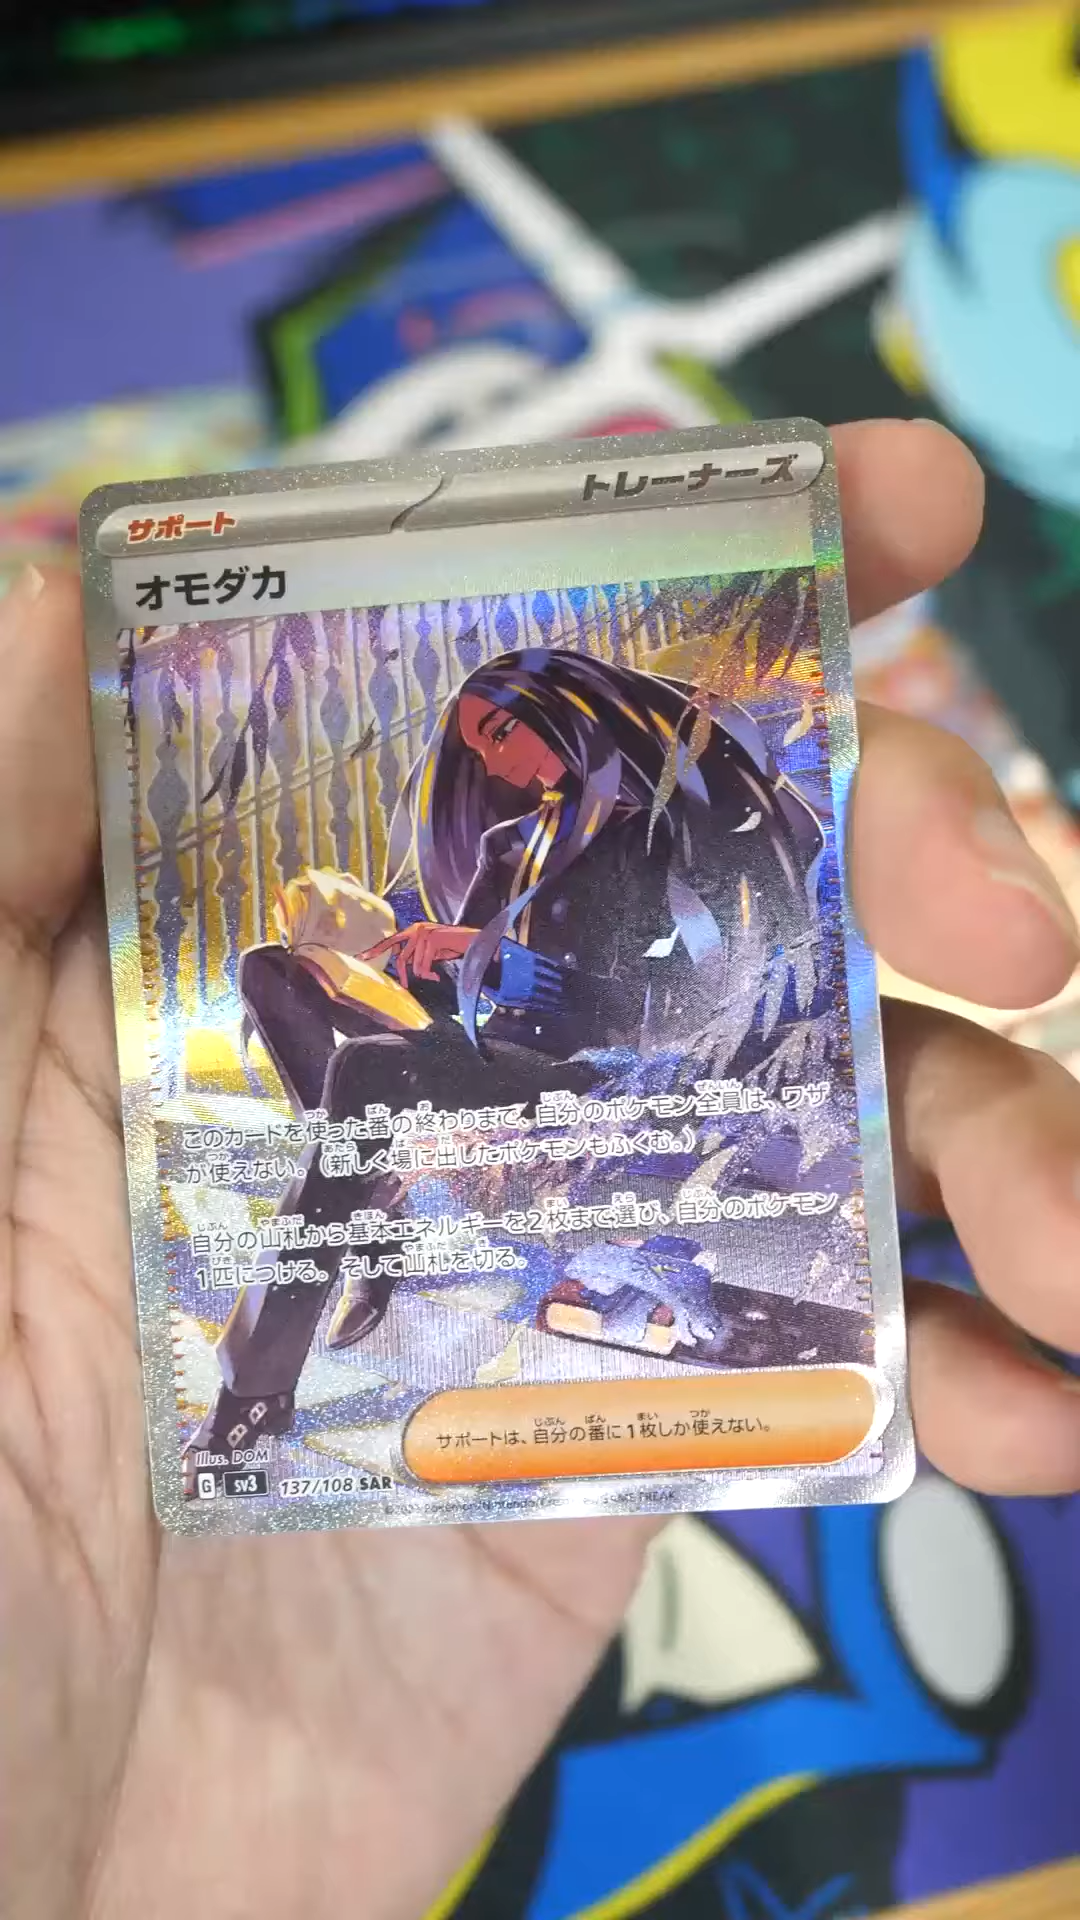 サポート
トレーナーズ
オモダカ
このカードを使った番の終わりまで、自分のポケモン全員は、ワザ
が使えない。（新しく場に出したポケモンもふくむ。）
自分の山札から基本エネルギーを2枚まで選び、自分のポケモン
1匹につける。そして山札を切る。
サポートは、自分の番に1枚しか使えない。
Illus. DOM
G sv3 137/108 SAR